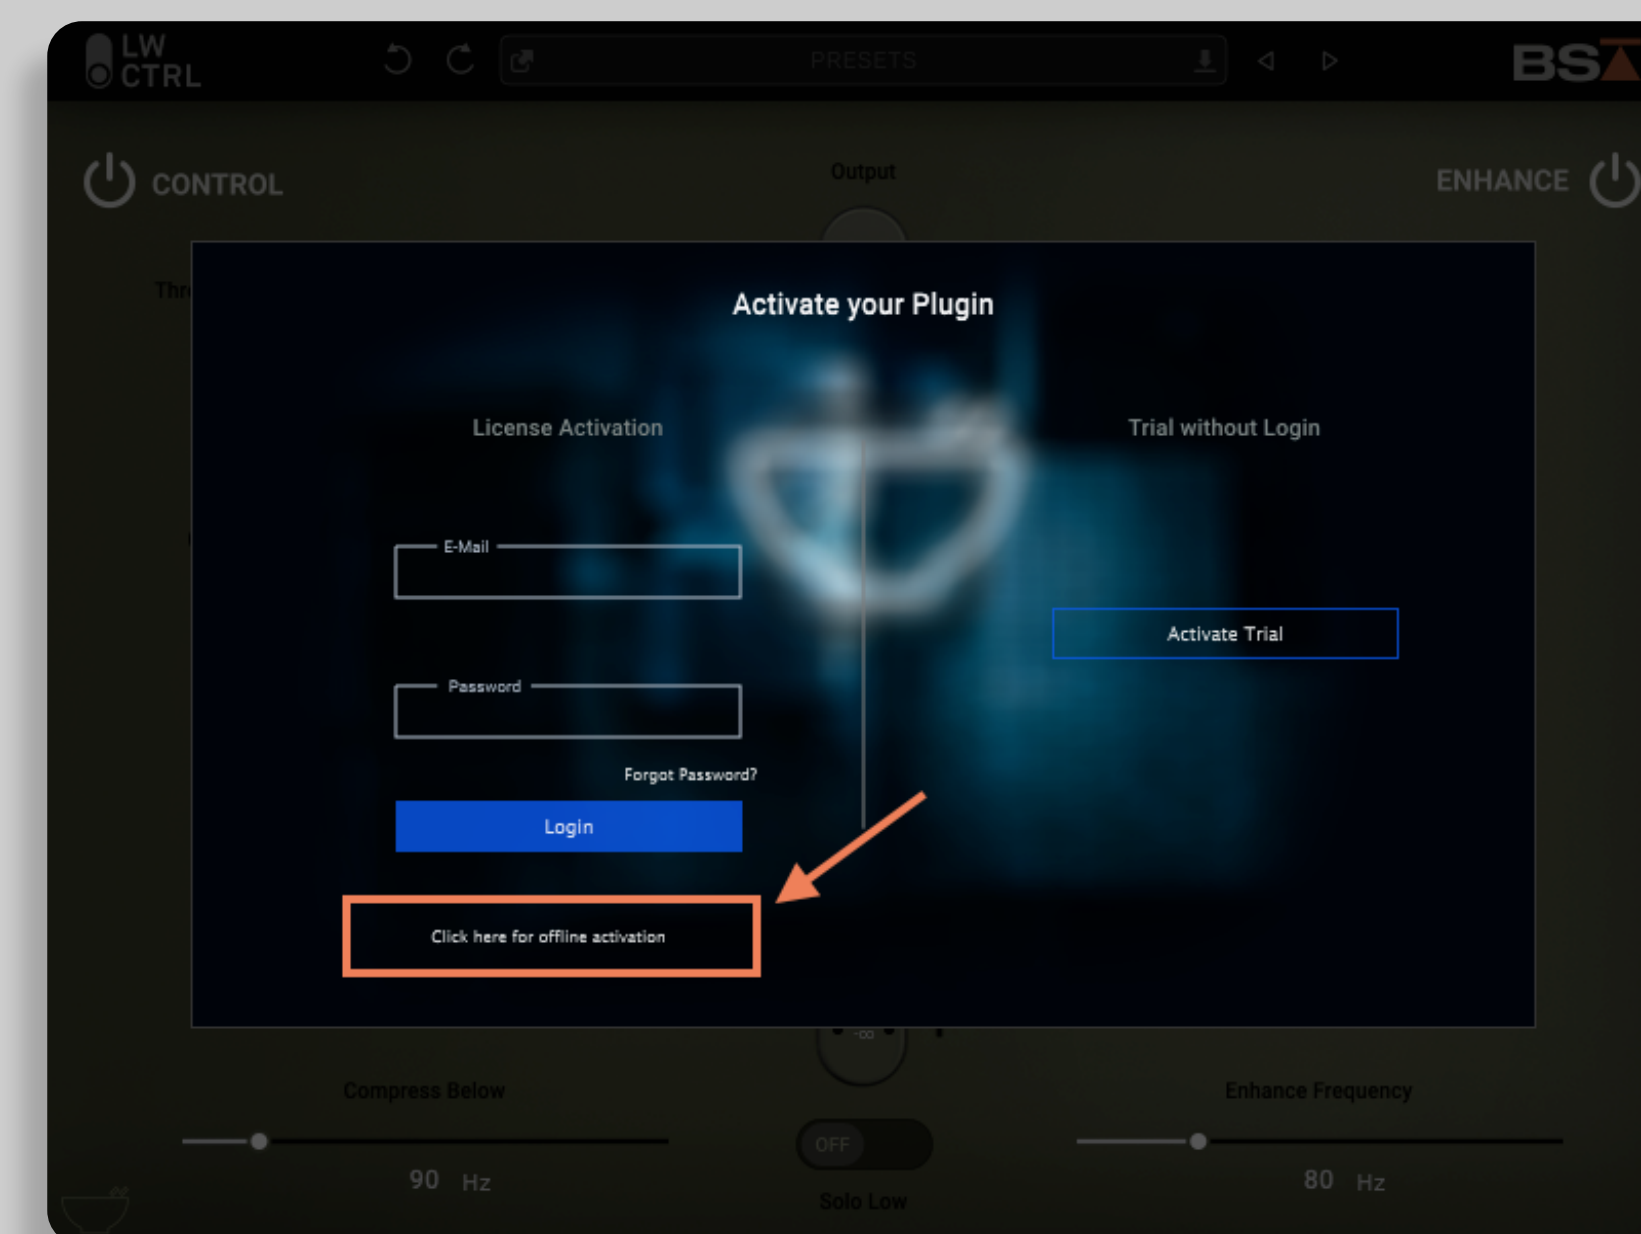 LW
CTRL
PRESETS
CONTROL
Output
ENHANCE
Activate your Plugin
License Activation
Trial without Login
E-Mail
Activate Trial
Password
Forgot Password?
Login
Click here for offline activation
-∞
Compress Below
Enhance Frequency
OFF
90 Hz
80 Hz
Solo Low